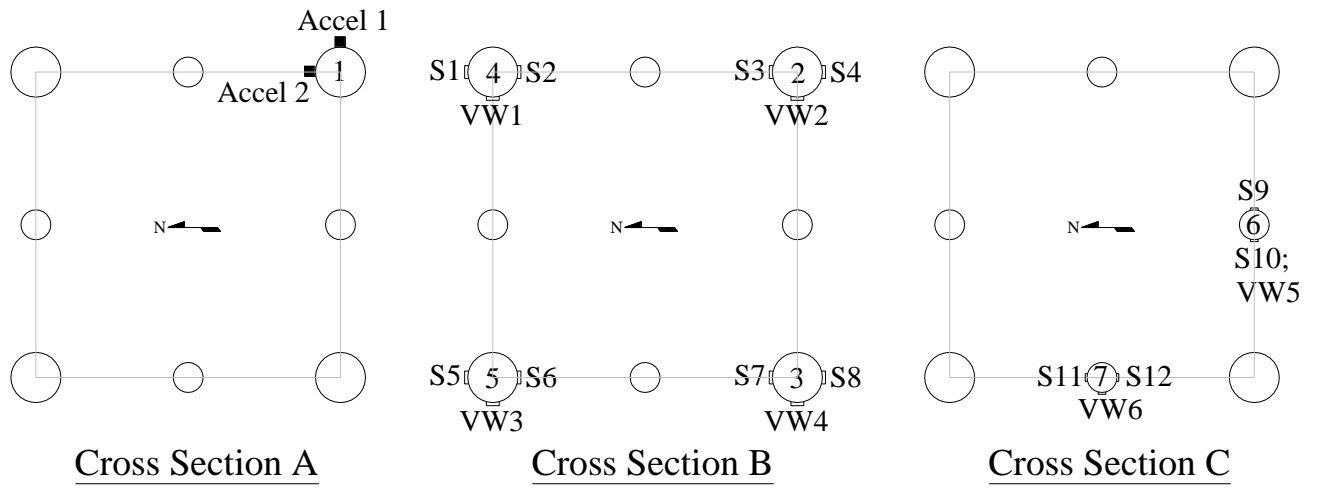 Accel 1
1
Accel 2
N
Cross Section A
S1 4 S2
VW1
S3 2 S4
VW2
N
S5 5 S6
VW3
S7 3 S8
VW4
Cross Section B
S9
6
S10;
VW5
N
S11 7 S12
VW6
Cross Section C